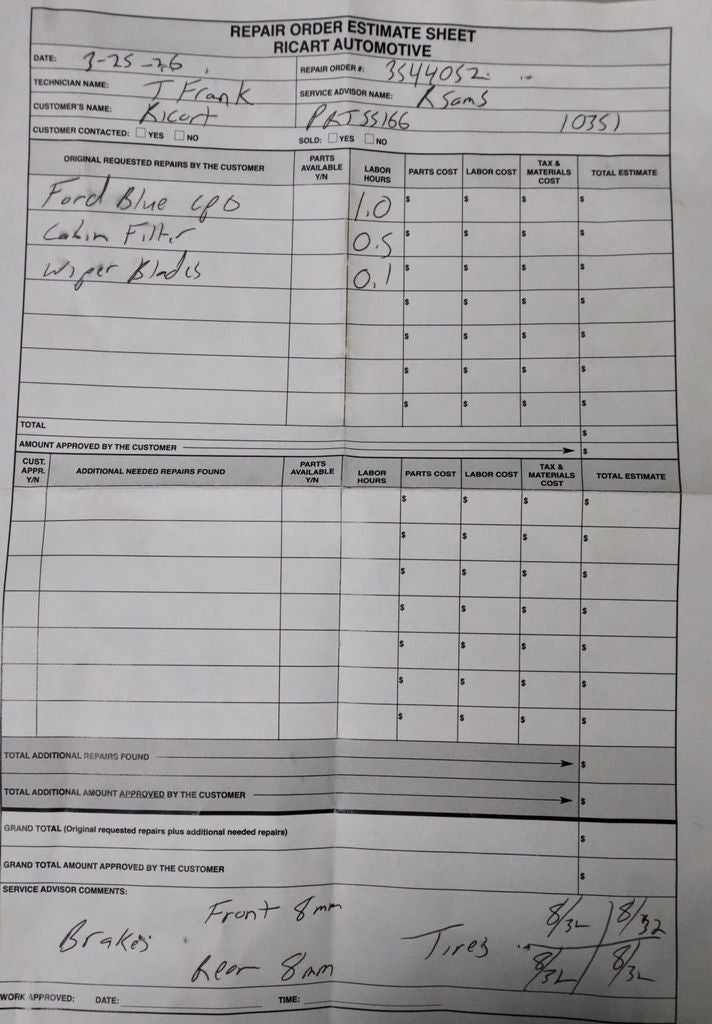 REPAIR ORDER ESTIMATE SHEET
RICART AUTOMOTIVE
DATE: 3-25-26
REPAIR ORDER #: 3544052
TECHNICIAN NAME: T Frank
SERVICE ADVISOR NAME: R Sams
CUSTOMER'S NAME: Ricart
PRT55166 10351
CUSTOMER CONTACTED: YES NO
SOLD: YES NO
ORIGINAL REQUESTED REPAIRS BY THE CUSTOMER PARTS AVAILABLE Y/N LABOR HOURS PARTS COST LABOR COST TAX & MATERIALS COST TOTAL ESTIMATE
Ford Blue CPO 1.0 $ $ $ $
Cabin Filter 0.5 $ $ $ $
Wiper Blades 0.1 $ $ $ $
$ $ $ $
$ $ $ $
$ $ $ $
$ $ $ $
TOTAL $
AMOUNT APPROVED BY THE CUSTOMER $
CUST. APPR. Y/N ADDITIONAL NEEDED REPAIRS FOUND PARTS AVAILABLE Y/N LABOR HOURS PARTS COST LABOR COST TAX & MATERIALS COST TOTAL ESTIMATE
$ $ $ $
$ $ $ $
$ $ $ $
$ $ $ $
$ $ $ $
$ $ $ $
$ $ $ $
TOTAL ADDITIONAL REPAIRS FOUND $
TOTAL ADDITIONAL AMOUNT APPROVED BY THE CUSTOMER $
GRAND TOTAL (Original requested repairs plus additional needed repairs) $
GRAND TOTAL AMOUNT APPROVED BY THE CUSTOMER $
SERVICE ADVISOR COMMENTS:
Front 8mm 8/32 8/32
Brakes Tires
Rear 8mm 8/32 8/32
WORK APPROVED: DATE: TIME: